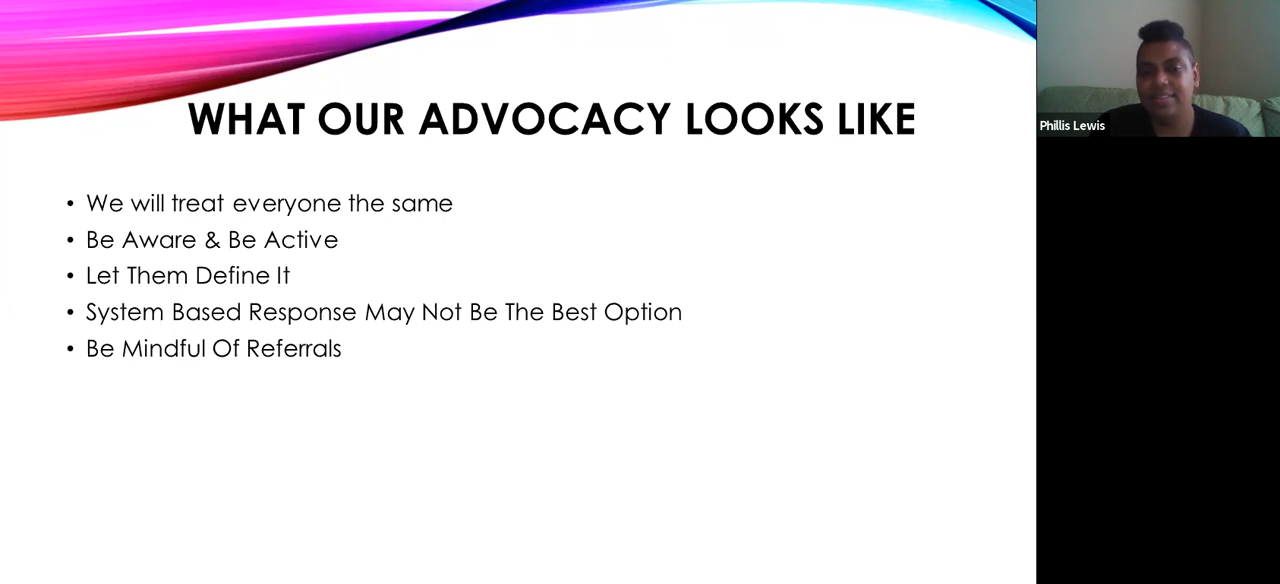 WHAT OUR ADVOCACY LOOKS LIKE
• We will treat everyone the same
• Be Aware & Be Active
• Let Them Define It
• System Based Response May Not Be The Best Option
• Be Mindful Of Referrals
Phillis Lewis